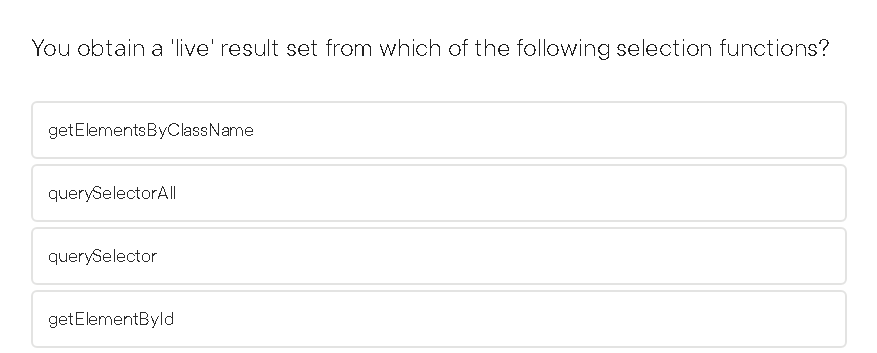 You obtain a 'live' result set from which of the following selection functions?
getElementsByClassName
querySelectorAll
querySelector
getElementById